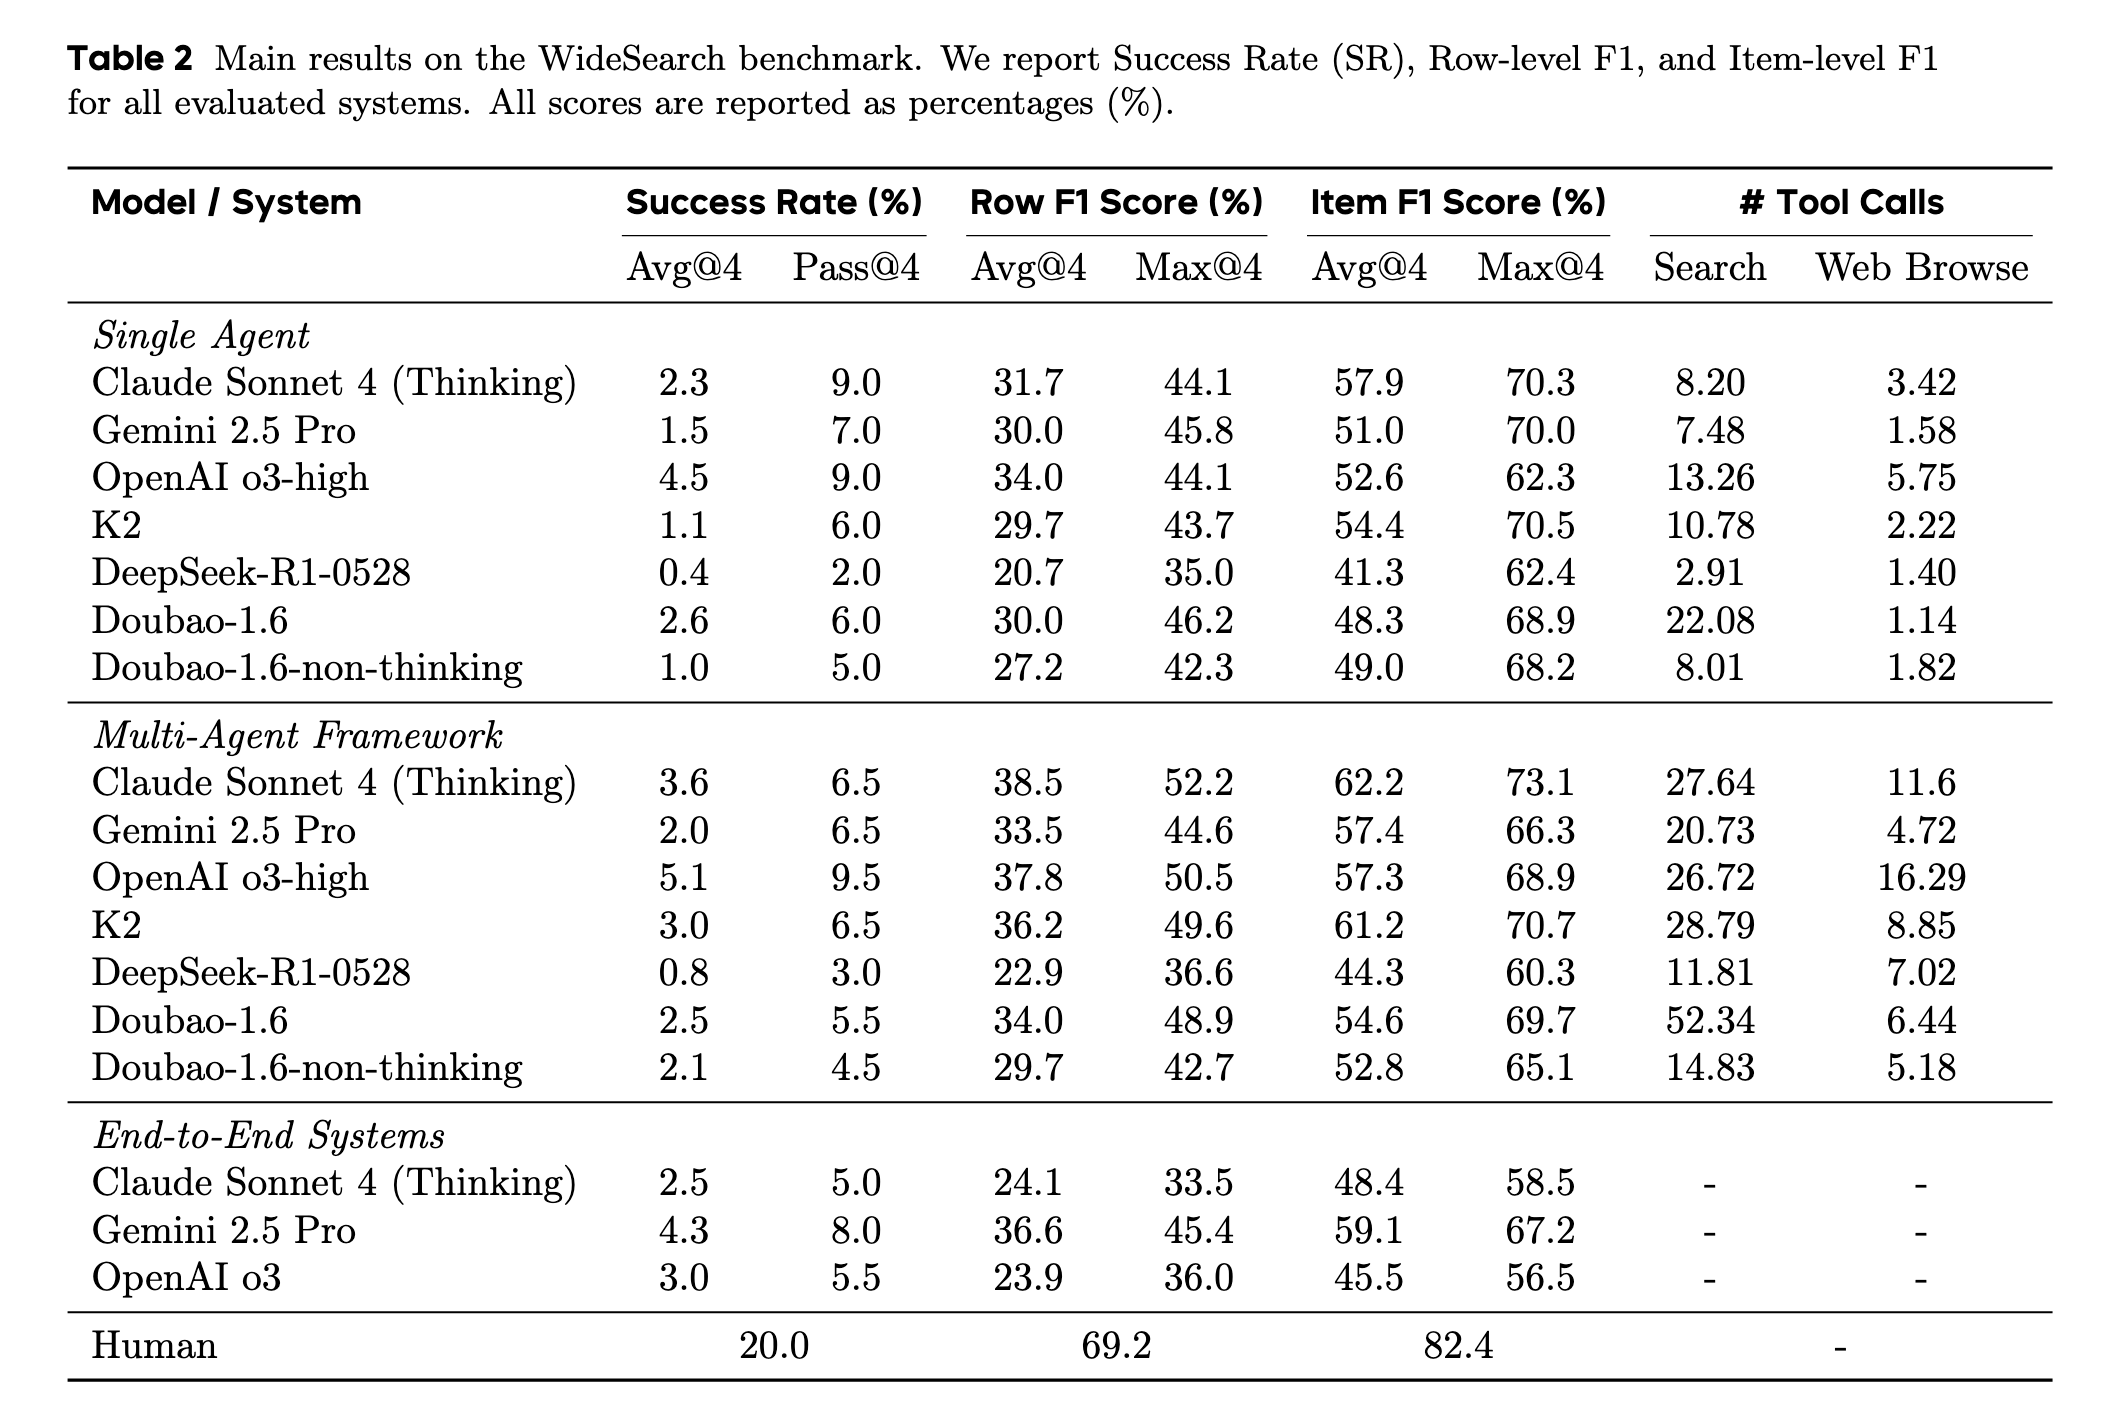 Table 2 Main results on the WideSearch benchmark. We report Success Rate (SR), Row-level F1, and Item-level F1
for all evaluated systems. All scores are reported as percentages (%).
Model / System Success Rate (%) Row F1 Score (%) Item F1 Score (%) # Tool Calls
Avg@4 Pass@4 Avg@4 Max@4 Avg@4 Max@4 Search Web Browse
Single Agent
Claude Sonnet 4 (Thinking) 2.3 9.0 31.7 44.1 57.9 70.3 8.20 3.42
Gemini 2.5 Pro 1.5 7.0 30.0 45.8 51.0 70.0 7.48 1.58
OpenAI o3-high 4.5 9.0 34.0 44.1 52.6 62.3 13.26 5.75
K2 1.1 6.0 29.7 43.7 54.4 70.5 10.78 2.22
DeepSeek-R1-0528 0.4 2.0 20.7 35.0 41.3 62.4 2.91 1.40
Doubao-1.6 2.6 6.0 30.0 46.2 48.3 68.9 22.08 1.14
Doubao-1.6-non-thinking 1.0 5.0 27.2 42.3 49.0 68.2 8.01 1.82
Multi-Agent Framework
Claude Sonnet 4 (Thinking) 3.6 6.5 38.5 52.2 62.2 73.1 27.64 11.6
Gemini 2.5 Pro 2.0 6.5 33.5 44.6 57.4 66.3 20.73 4.72
OpenAI o3-high 5.1 9.5 37.8 50.5 57.3 68.9 26.72 16.29
K2 3.0 6.5 36.2 49.6 61.2 70.7 28.79 8.85
DeepSeek-R1-0528 0.8 3.0 22.9 36.6 44.3 60.3 11.81 7.02
Doubao-1.6 2.5 5.5 34.0 48.9 54.6 69.7 52.34 6.44
Doubao-1.6-non-thinking 2.1 4.5 29.7 42.7 52.8 65.1 14.83 5.18
End-to-End Systems
Claude Sonnet 4 (Thinking) 2.5 5.0 24.1 33.5 48.4 58.5 - -
Gemini 2.5 Pro 4.3 8.0 36.6 45.4 59.1 67.2 - -
OpenAI o3 3.0 5.5 23.9 36.0 45.5 56.5 - -
Human 20.0 69.2 82.4 -